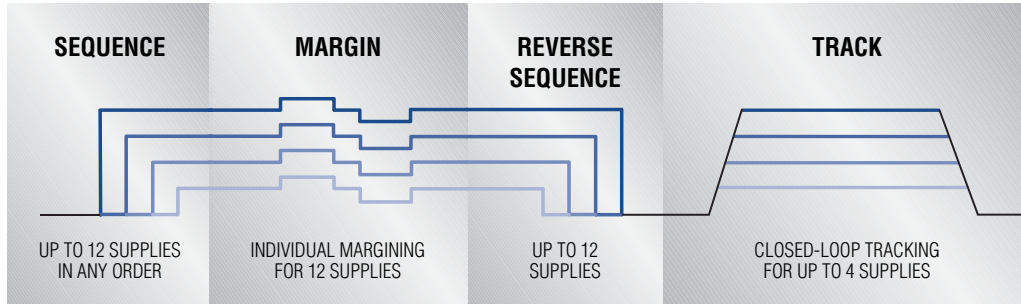 SEQUENCE
MARGIN
REVERSE
SEQUENCE
TRACK
UP TO 12 SUPPLIES
IN ANY ORDER
INDIVIDUAL MARGINING
FOR 12 SUPPLIES
UP TO 12
SUPPLIES
CLOSED-LOOP TRACKING
FOR UP TO 4 SUPPLIES